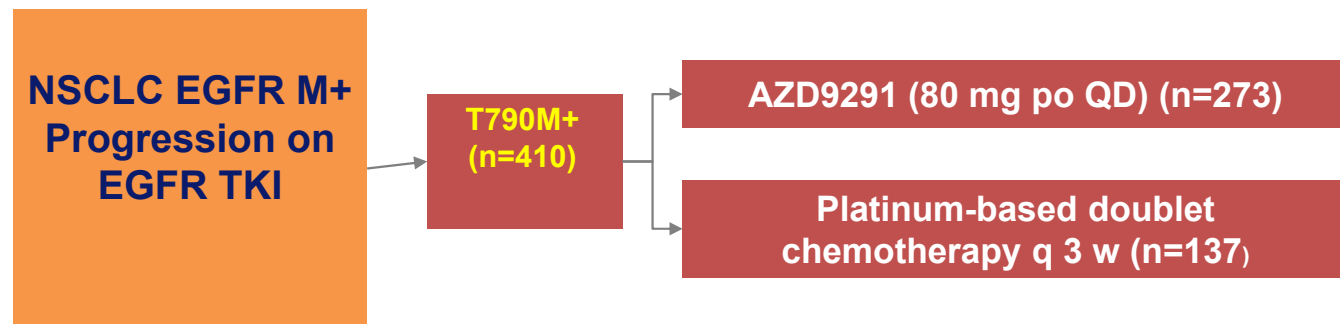 NSCLC EGFR M+
Progression on
EGFR TKI
T790M+
(n=410)
AZD9291 (80 mg po QD) (n=273)
Platinum-based doublet
chemotherapy q 3 w (n=137)